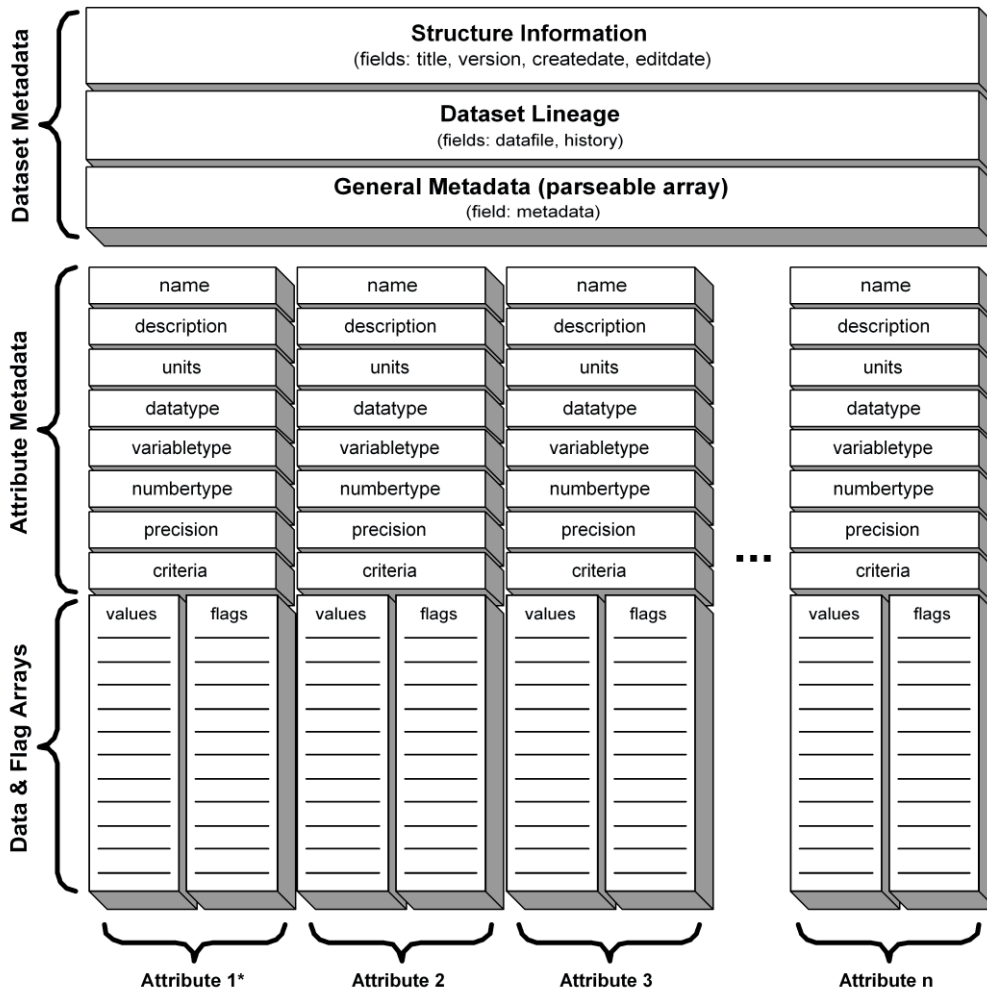 Dataset Metadata
Structure Information
(fields: title, version, createdate, editdate)
Dataset Lineage
(fields: datafile, history)
General Metadata (parseable array)
(field: metadata)
Attribute Metadata
name name name name
description description description description
units units units units
datatype datatype datatype datatype
variabletype variabletype variabletype variabletype
numbertype numbertype numbertype numbertype
precision precision precision precision
...
criteria criteria criteria criteria
Data & Flag Arrays
values flags values flags values flags values flags
Attribute 1* Attribute 2 Attribute 3 Attribute n